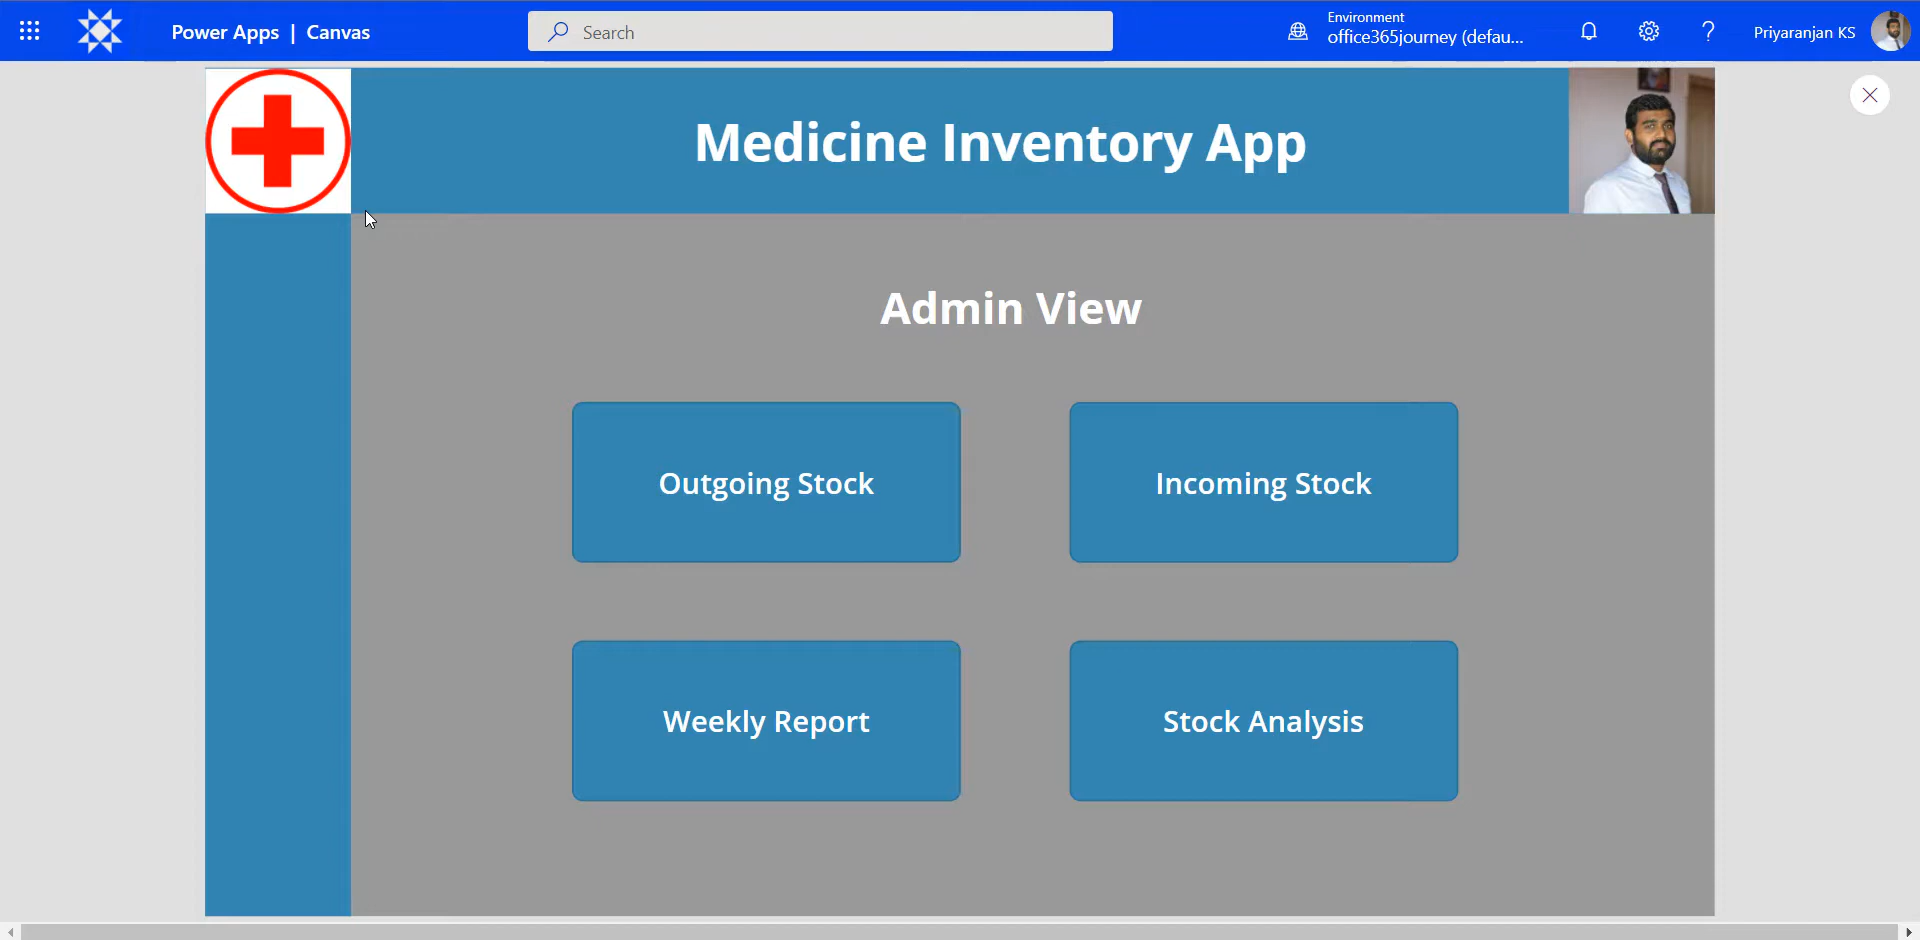 Power Apps | Canvas
Search
Environment
office365journey (defau...
Priyaranjan KS
Medicine Inventory App
Admin View
Outgoing Stock
Incoming Stock
Weekly Report
Stock Analysis